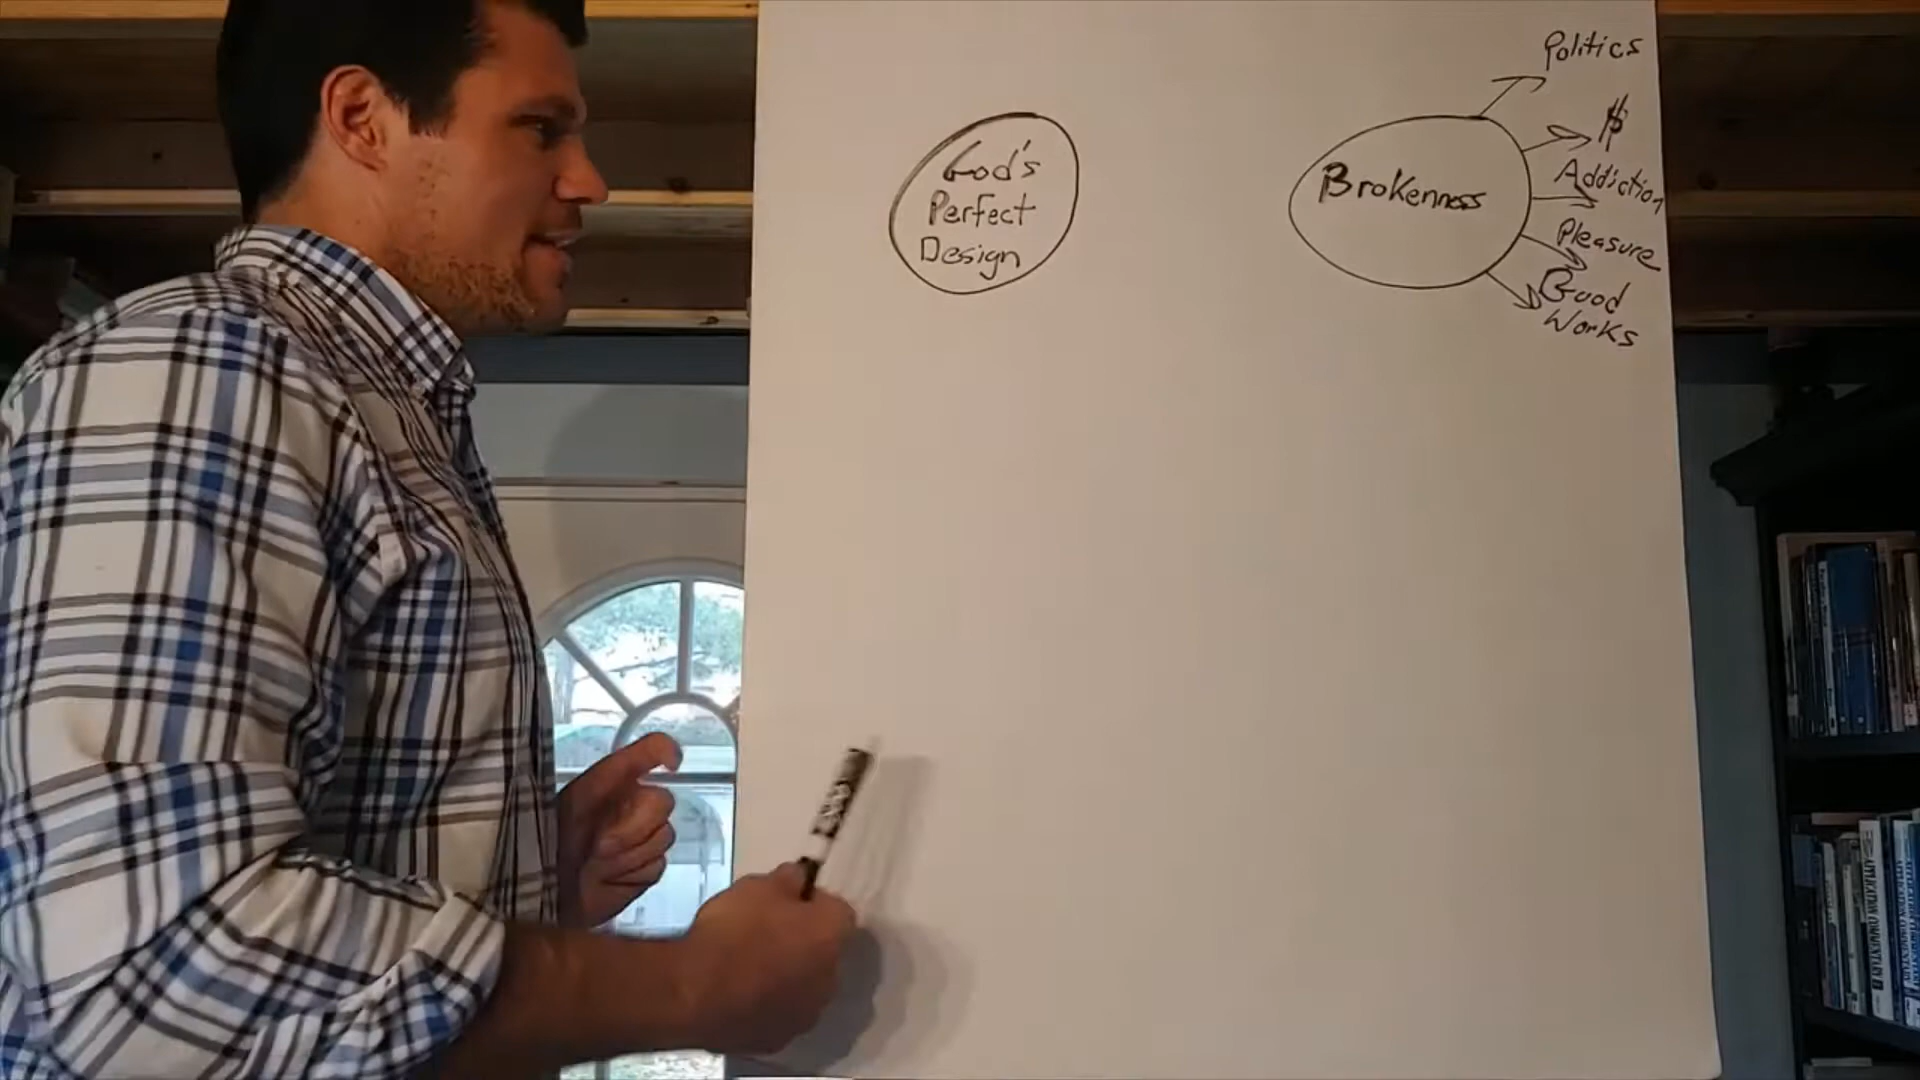 God's
Perfect
Design
Brokenness
Politics
$
Addiction
Pleasure
Good
Works